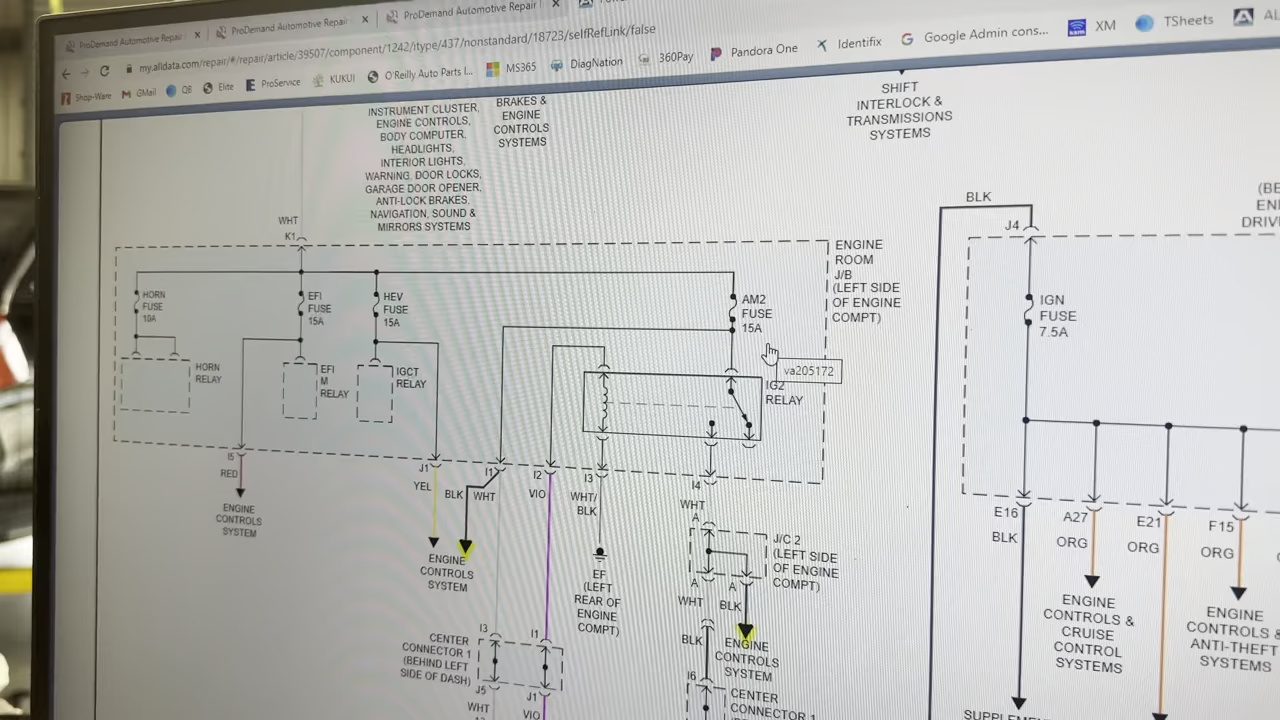 ProDemand Automotive Repair
ProDemand Automotive Repair
ProDemand Automotive Repair
my.alldata.com/repair/#/repair/article/39507/component/1242/itype/437/nonstandard/18723/selfRefLink/false
Shop-Ware
GMail
QB
Elite
ProService
KUKUI
O'Reilly Auto Parts I...
MS365
DiagNation
360Pay
Pandora One
Identifix
Google Admin cons...
XM
TSheets
INSTRUMENT CLUSTER,
ENGINE CONTROLS,
BODY COMPUTER,
HEADLIGHTS,
INTERIOR LIGHTS,
WARNING, DOOR LOCKS,
GARAGE DOOR OPENER,
ANTI-LOCK BRAKES,
NAVIGATION, SOUND &
MIRRORS SYSTEMS
BRAKES &
ENGINE
CONTROLS
SYSTEMS
SHIFT
INTERLOCK &
TRANSMISSIONS
SYSTEMS
WHT
K1
ENGINE
ROOM
J/B
(LEFT SIDE
OF ENGINE
COMPT)
HORN
FUSE
10A
EFI
FUSE
15A
HEV
FUSE
15A
AM2
FUSE
15A
va205172
HORN
RELAY
EFI
M
RELAY
IGCT
RELAY
IG2
RELAY
I5
RED
ENGINE
CONTROLS
SYSTEM
J1
YEL
I1
BLK
WHT
ENGINE
CONTROLS
SYSTEM
I2
VIO
I3
WHT/
BLK
EF
(LEFT
REAR OF
ENGINE
COMPT)
I4
WHT
A
J/C 2
(LEFT SIDE
OF ENGINE
COMPT)
A
A
WHT
BLK
BLK
ENGINE
CONTROLS
SYSTEM
I6
CENTER
CONNECTOR 1
I3
I1
CENTER
CONNECTOR 1
(BEHIND LEFT
SIDE OF DASH)
J5
J1
WHT
VIO
BLK
J4
IGN
FUSE
7.5A
E16
BLK
A27
ORG
ENGINE
CONTROLS &
CRUISE
CONTROL
SYSTEMS
E21
ORG
F15
ORG
ENGINE
CONTROLS &
ANTI-THEFT
SYSTEMS